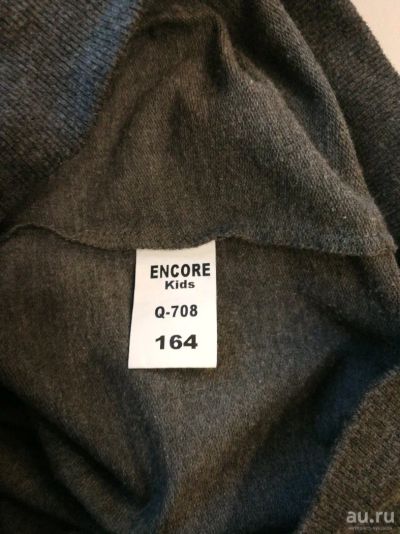 ENCORE
Kids
Q-708
164
au.ru